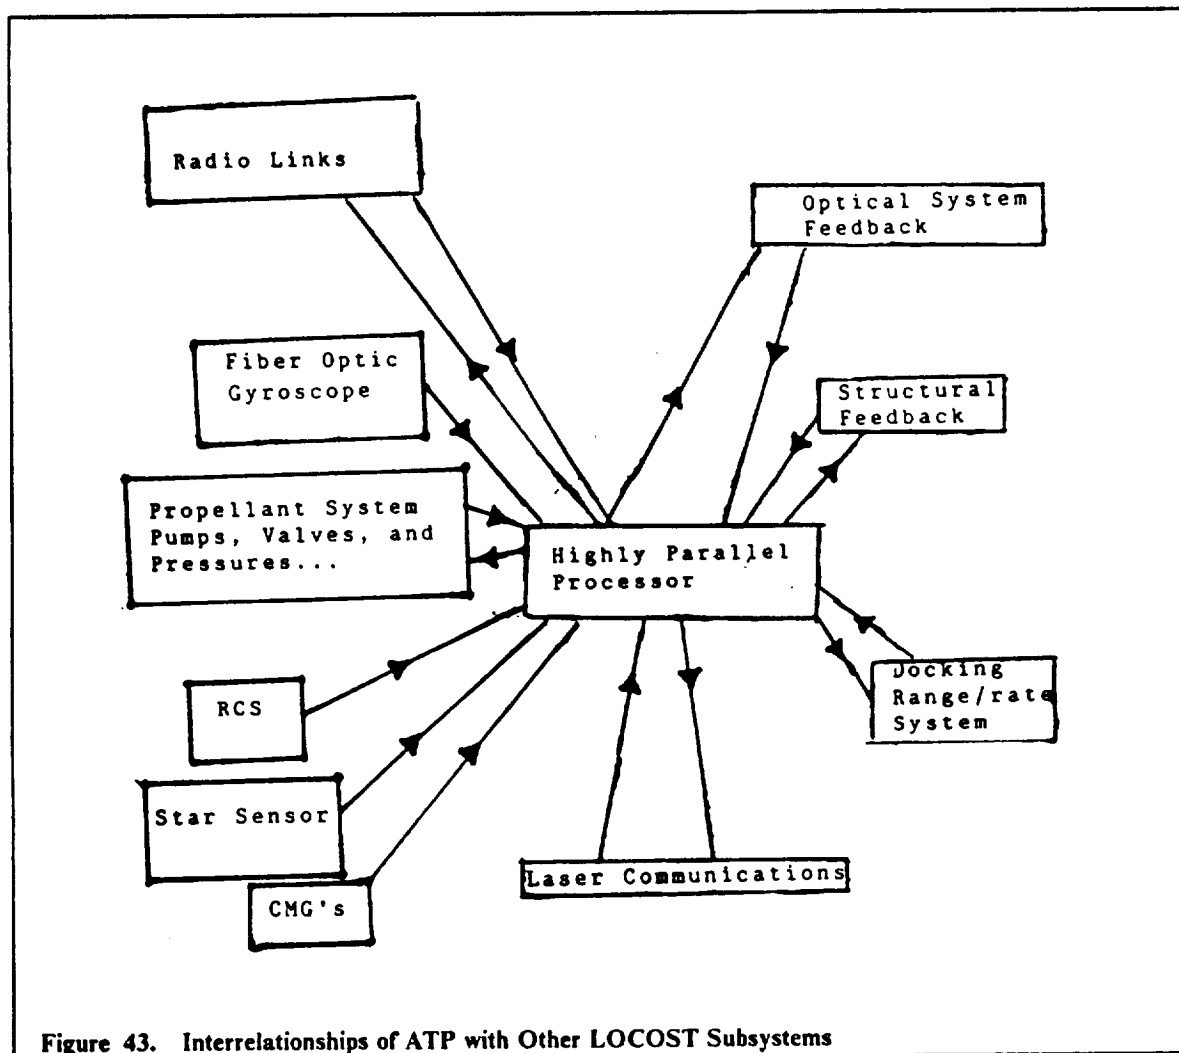 Radio Links
Optical System
Feedback
Fiber Optic
Gyroscope
Structural
Feedback
Propellant System
Pumps, Valves, and
Pressures...
Highly Parallel
Processor
RCS
Docking
Range/rate
System
Star Sensor
Laser Communications
CMG's
Figure 43. Interrelationships of ATP with Other LOCOST Subsystems